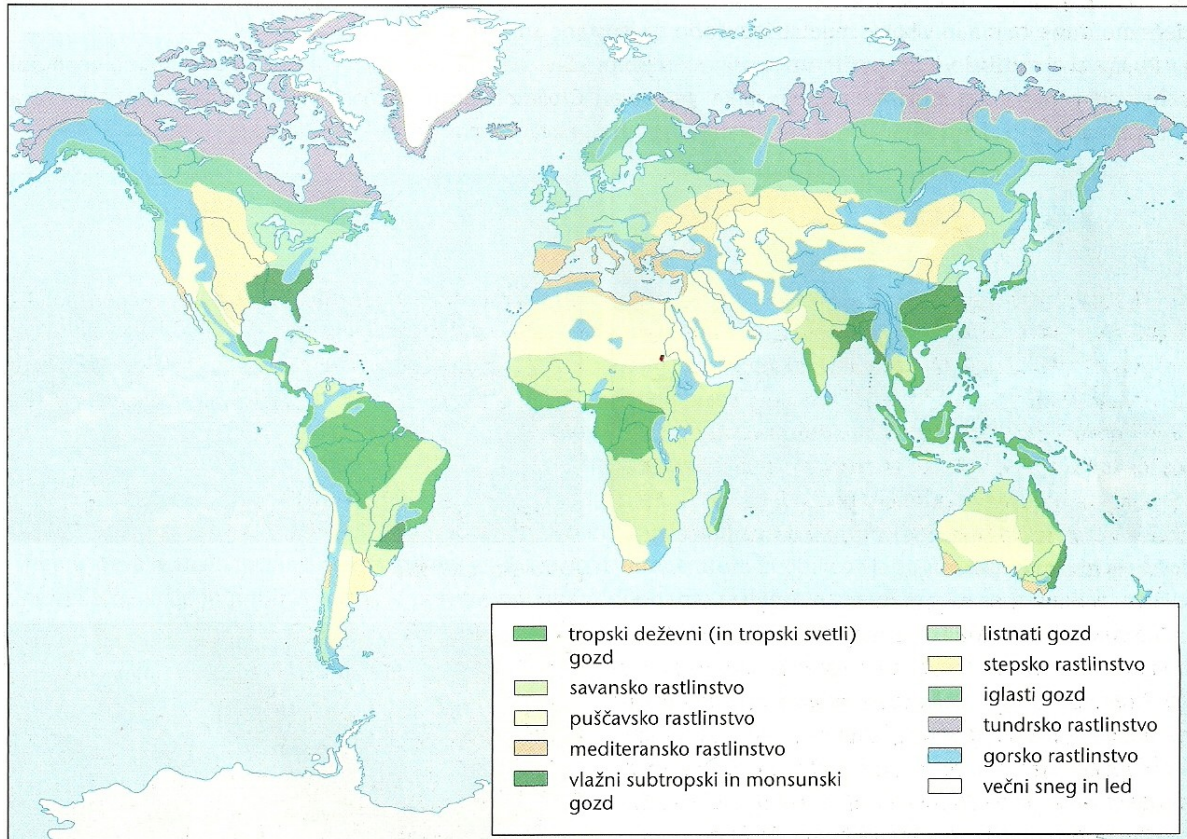 tropski deževni (in tropski svetli)
gozd
savansko rastlinstvo
puščavsko rastlinstvo
mediteransko rastlinstvo
vlažni subtropski in monsunski
gozd
listnati gozd
stepsko rastlinstvo
iglasti gozd
tundrsko rastlinstvo
gorsko rastlinstvo
večni sneg in led